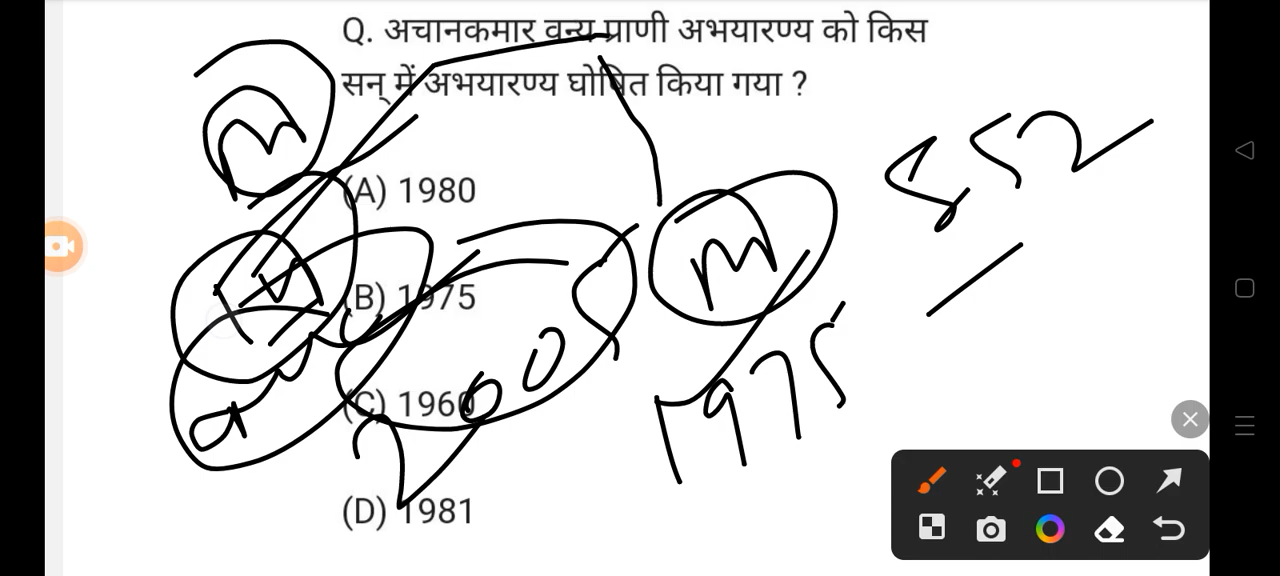 Q. अचानकमार वन्य प्राणी अभयारण्य को किस
सन् में अभयारण्य घोषित किया गया ?
(A) 1980
(B) 1975
(C) 1960
(D) 1981
552
m
1975